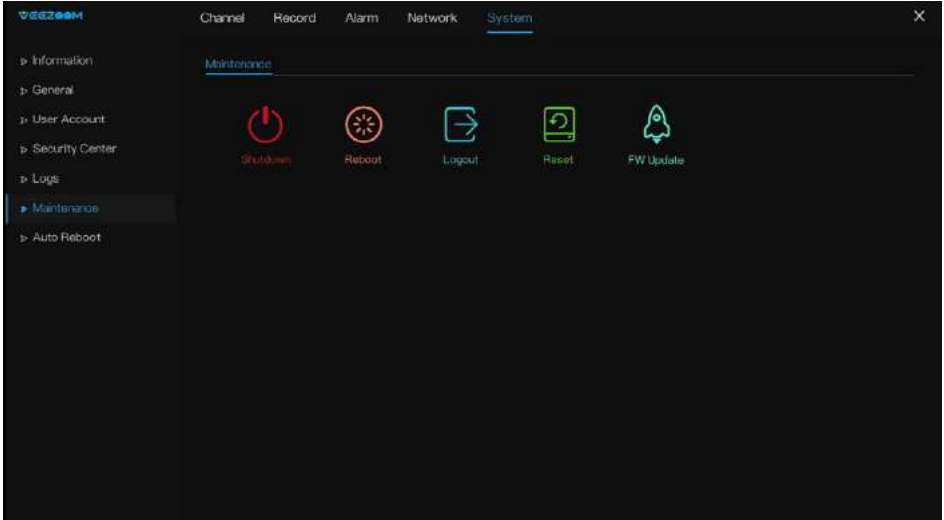 VEEZOOM
Channel Record Alarm Network System
Information
General
User Account
Security Center
Logs
Maintenance
Auto Reboot
Maintenance
Shutdown Reboot Logout Reset FW Update